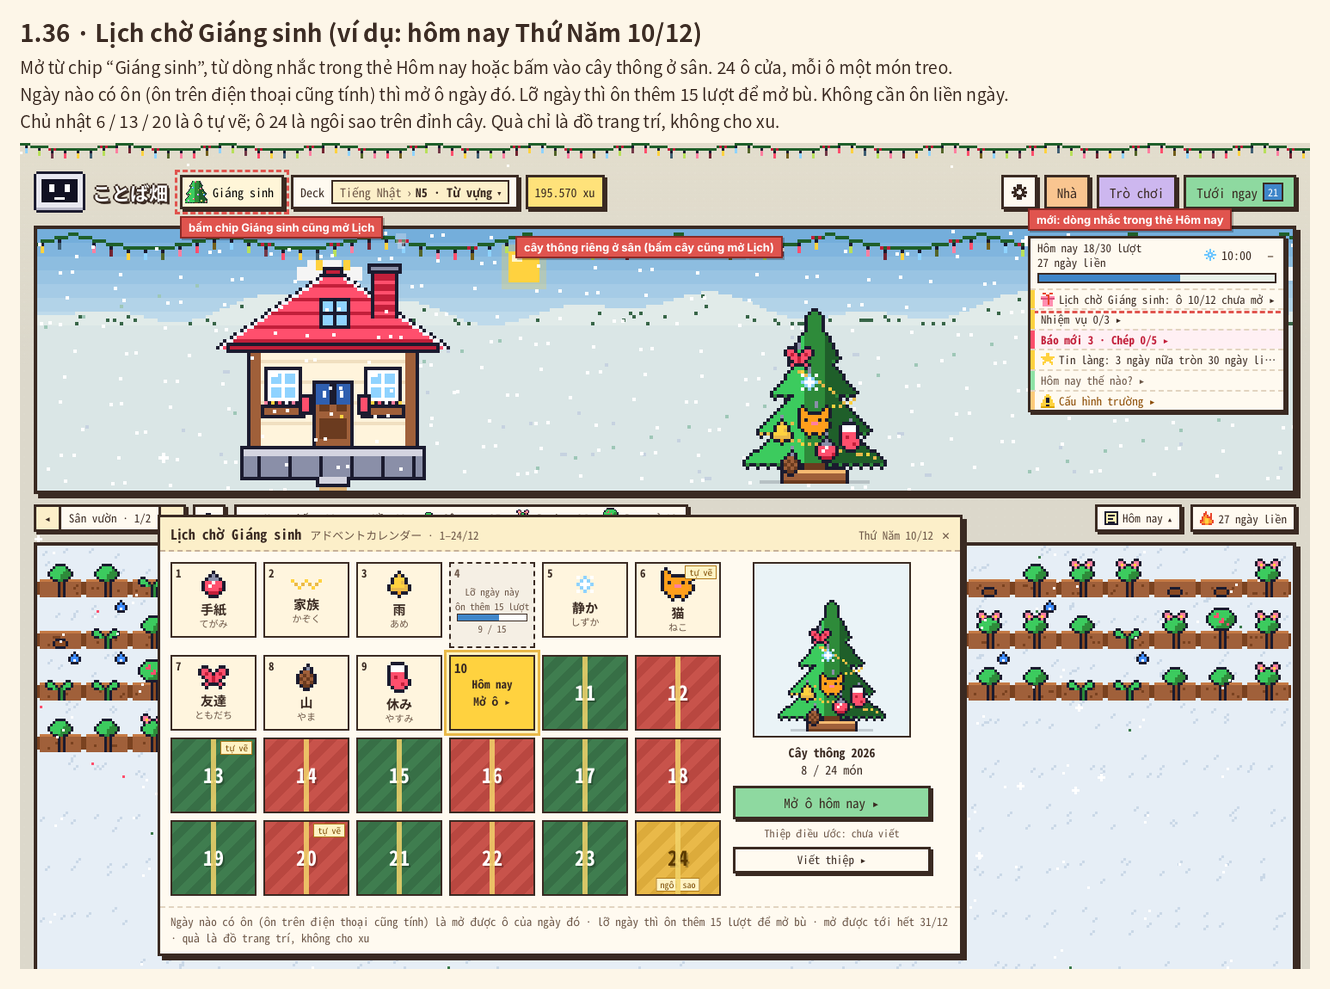 1.36 · Lịch chờ Giáng sinh (ví dụ: hôm nay Thứ Năm 10/12)
Mở từ chip “Giáng sinh”, từ dòng nhắc trong thẻ Hôm nay hoặc bấm vào cây thông ở sân. 24 ô cửa, mỗi ô một món treo.
Ngày nào có ôn (ôn trên điện thoại cũng tính) thì mở ô ngày đó. Lỡ ngày thì ôn thêm 15 lượt để mở bù. Không cần ôn liền ngày.
Chủ nhật 6 / 13 / 20 là ô tự vẽ; ô 24 là ngôi sao trên đỉnh cây. Quà chỉ là đồ trang trí, không cho xu.
ことば畑
Giáng sinh
Deck Tiếng Nhật › N5 · Từ vựng ▾
195.570 xu
Nhà
Trò chơi
Tưới ngay 21
bấm chip Giáng sinh cũng mở Lịch
cây thông riêng ở sân (bấm cây cũng mở Lịch)
mới: dòng nhắc trong thẻ Hôm nay
Hôm nay 18/30 lượt
27 ngày liền
10:00 –
Lịch chờ Giáng sinh: ô 10/12 chưa mở ▸
Nhiệm vụ 0/3 ▸
Báo mới 3 · Chép 0/5 ▸
Tin làng: 3 ngày nữa tròn 30 ngày li…
Hôm nay thế nào? ▸
Cấu hình trường ▸
◂ Sân vườn · 1/2
Hôm nay ▴
27 ngày liền
Lịch chờ Giáng sinh アドベントカレンダー · 1–24/12
Thứ Năm 10/12 ×
1 手紙 てがみ
2 家族 かぞく
3 雨 あめ
4 Lỡ ngày này
ôn thêm 15 lượt
9 / 15
5 静か しずか
6 tự vẽ 猫 ねこ
7 友達 ともだち
8 山 やま
9 休み やすみ
10 Hôm nay
Mở ô ▸
11
12
13 tự vẽ
14
15
16
17
18
19
20 tự vẽ
21
22
23
24
ngô sao
Cây thông 2026
8 / 24 món
Mở ô hôm nay ▸
Thiệp điều ước: chưa viết
Viết thiệp ▸
Ngày nào có ôn (ôn trên điện thoại cũng tính) là mở được ô của ngày đó · lỡ ngày thì ôn thêm 15 lượt để mở bù · mở được tới hết 31/12
· quà là đồ trang trí, không cho xu